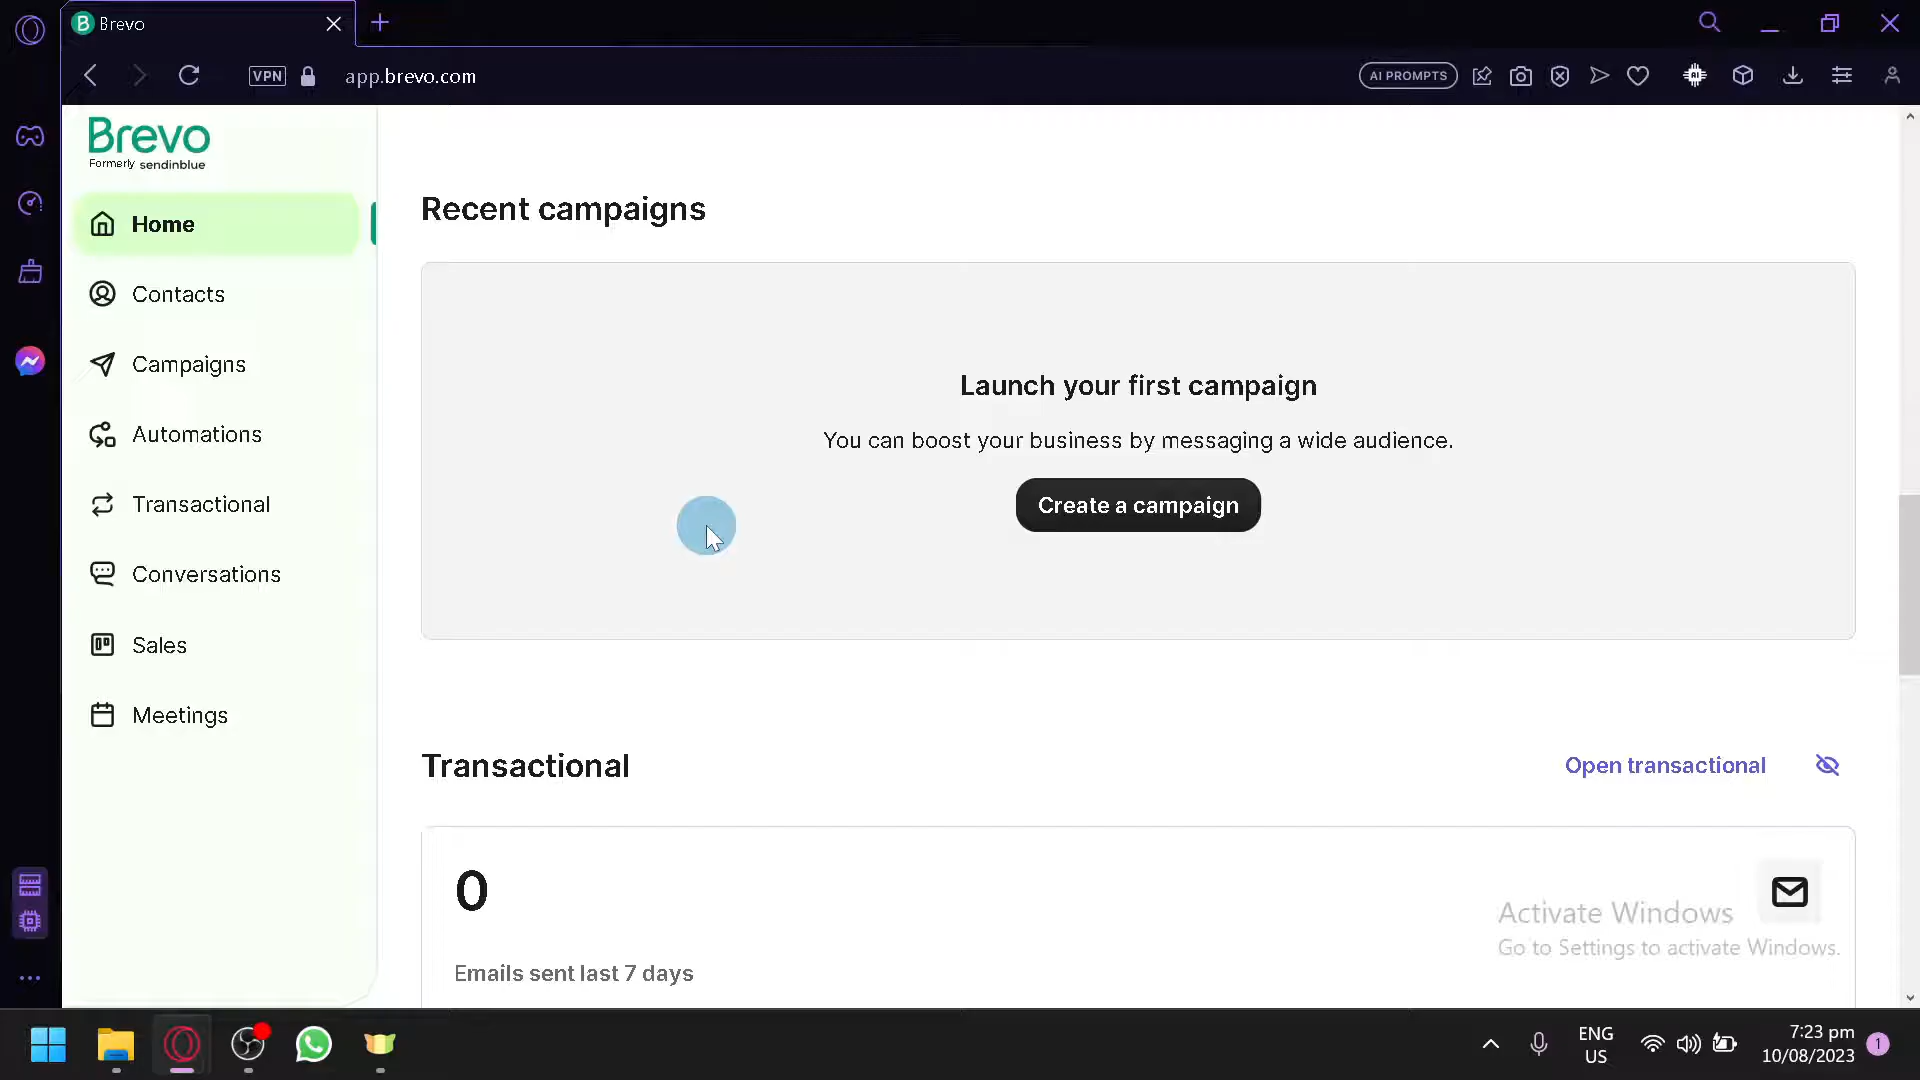 Brevo
VPN
app.brevo.com
AI PROMPTS
Brevo
Formerly sendinblue
Home
Contacts
Campaigns
Automations
Transactional
Conversations
Sales
Meetings
Recent campaigns
Launch your first campaign
You can boost your business by messaging a wide audience.
Create a campaign
Transactional
Open transactional
0
Emails sent last 7 days
Activate Windows
Go to Settings to activate Windows.
ENG
US
7:23 pm
10/08/2023
1